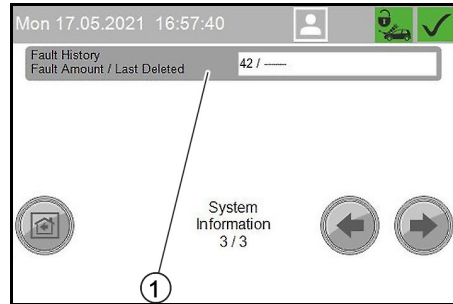 Mon 17.05.2021 16:57:40
Fault History
Fault Amount / Last Deleted
42 / -------
System
Information
3 / 3
1